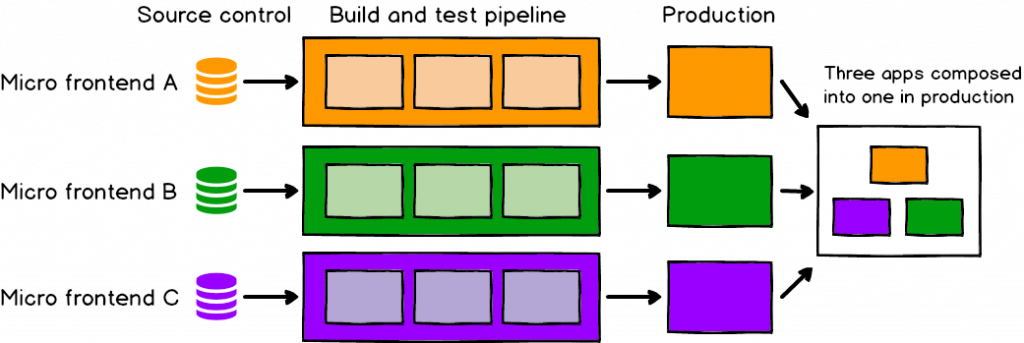 Source control
Build and test pipeline
Production
Micro frontend A
Three apps composed
into one in production
Micro frontend B
Micro frontend C